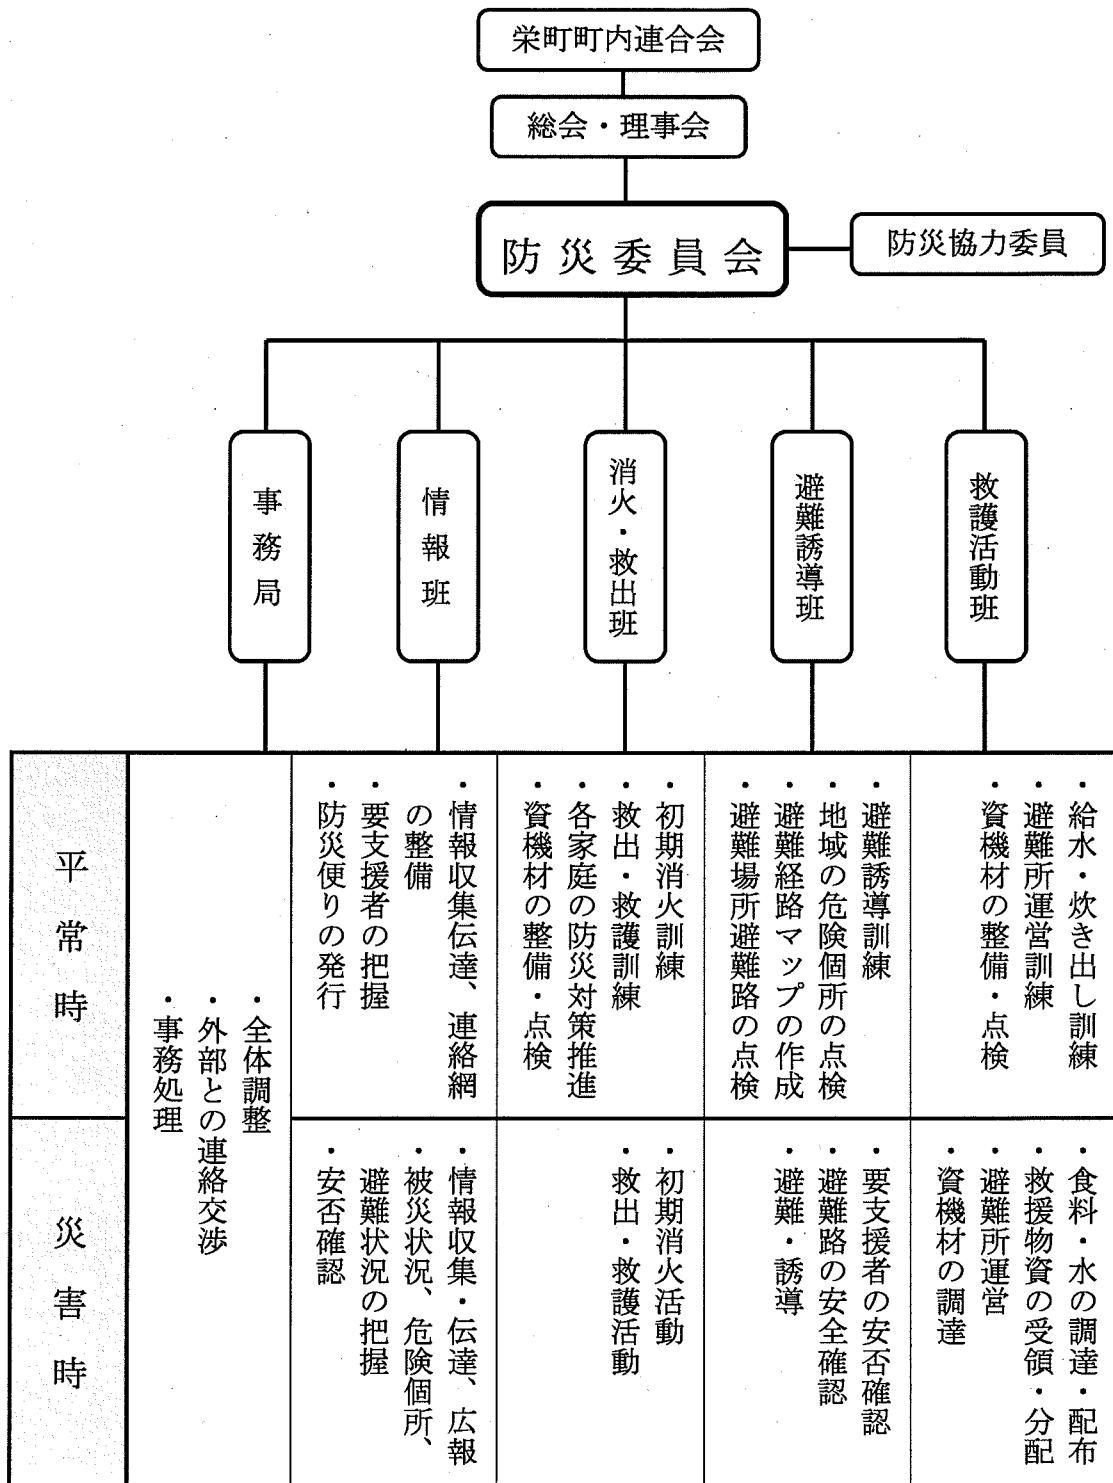 栄町町内連合会
総会・理事会
防災委員会
防災協力委員
事務局
情報班
消火・救出班
避難誘導班
救護活動班
平常時
災害時
・全体調整
・外部との連絡交渉
・事務処理
・情報収集伝達、連絡網
の整備
・要支援者の把握
・防災便りの発行
・初期消火訓練
・救出・救護訓練
・各家庭の防災対策推進
・資機材の整備・点検
・避難誘導訓練
・地域の危険個所の点検
・避難経路マップの作成
・避難場所避難路の点検
・給水・炊き出し訓練
・避難所運営訓練
・資機材の整備・点検
・情報収集・伝達、広報
・被災状況、危険個所、
避難状況の把握
・安否確認
・初期消火活動
・救出・救護活動
・要支援者の安否確認
・避難路の安全確認
・避難・誘導
・食料・水の調達・配布
・救援物資の受領・分配
・避難所運営
・資機材の調達